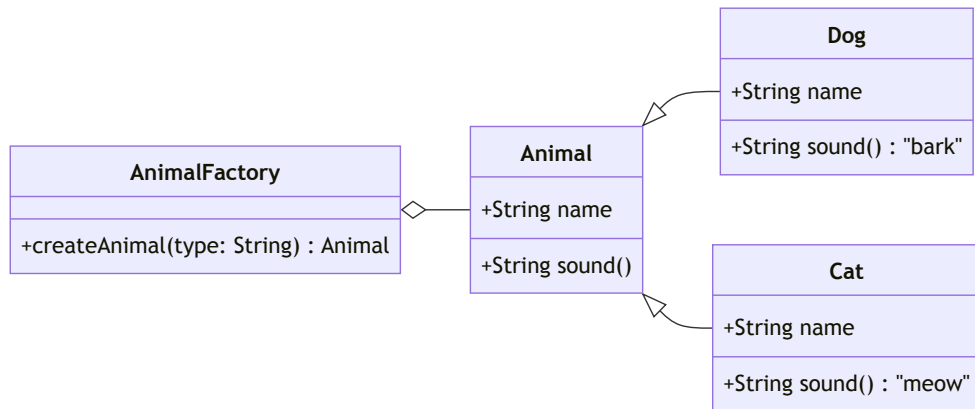 AnimalFactory
+createAnimal(type: String) : Animal
Animal
+String name
+String sound()
Dog
+String name
+String sound() : "bark"
Cat
+String name
+String sound() : "meow"